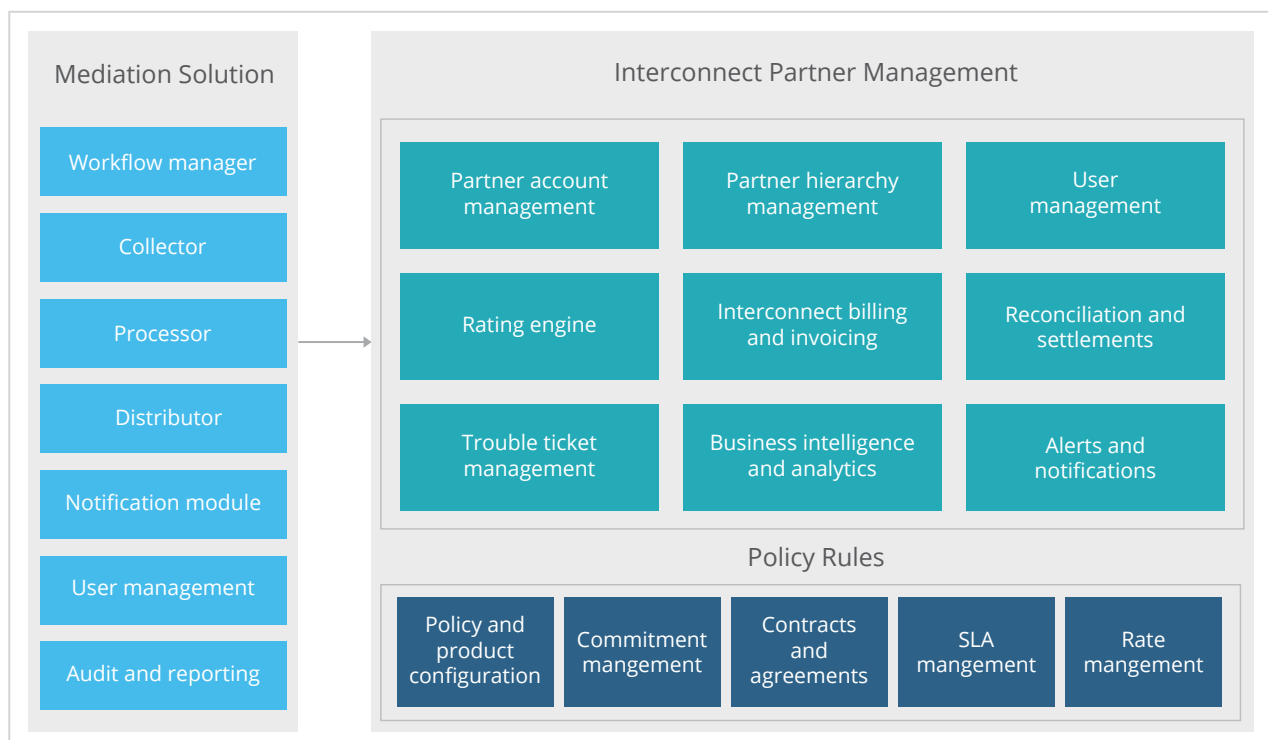 Mediation Solution
Workflow manager
Collector
Processor
Distributor
Notification module
User management
Audit and reporting
Interconnect Partner Management
Partner account
management
Partner hierarchy
management
User
management
Rating engine
Interconnect billing
and invoicing
Reconciliation and
settlements
Trouble ticket
management
Business intelligence
and analytics
Alerts and
notifications
Policy Rules
Policy and
product
configuration
Commitment
mangement
Contracts
and
agreements
SLA
mangement
Rate
mangement